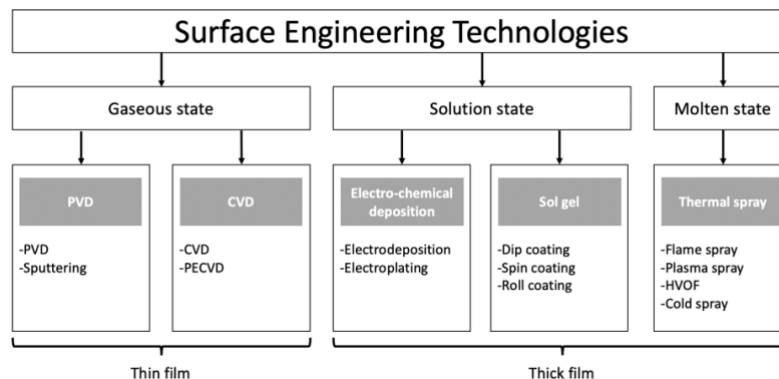 Surface Engineering Technologies
Gaseous state
Solution state
Molten state
PVD
CVD
Electro-chemical
deposition
Sol gel
Thermal spray
-PVD
-Sputtering
-CVD
-PECVD
-Electrodeposition
-Electroplating
-Dip coating
-Spin coating
-Roll coating
-Flame spray
-Plasma spray
-HVOF
-Cold spray
Thin film
Thick film